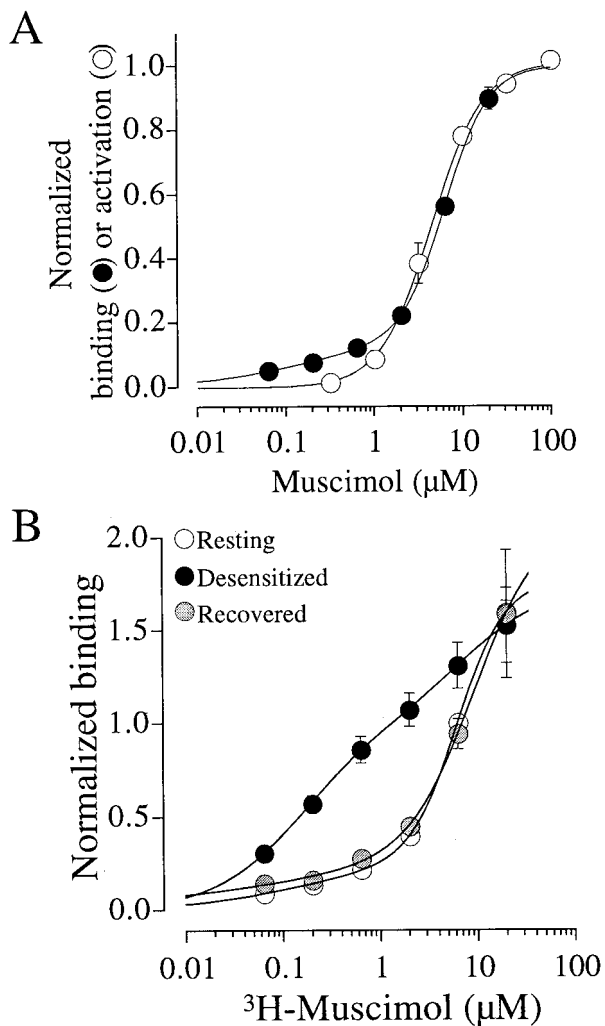 A
Normalized
binding (●) or activation (○)
1.0
0.8
0.6
0.4
0.2
0.0
0.01 0.1 1 10 100
Muscimol (μM)
B
Resting
Desensitized
Recovered
Normalized binding
2.0
1.5
1.0
0.5
0.0
0.01 0.1 1 10 100
³H-Muscimol (μM)